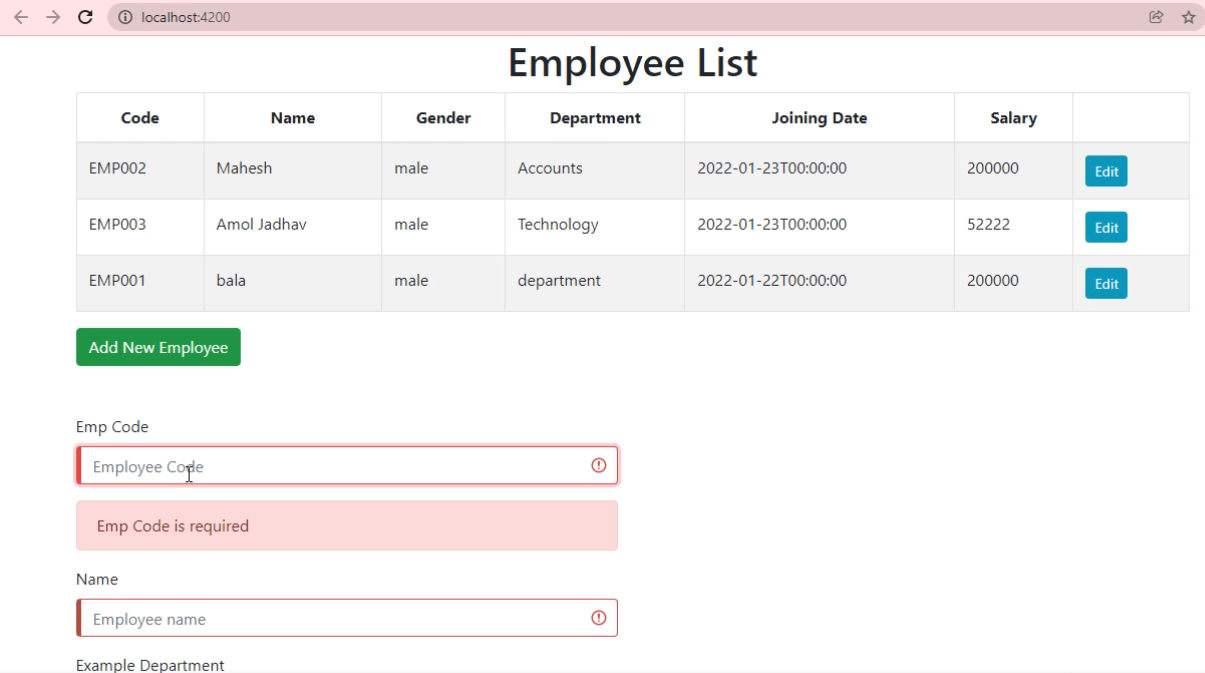 localhost:4200
Employee List
Code Name Gender Department Joining Date Salary
EMP002 Mahesh male Accounts 2022-01-23T00:00:00 200000 Edit
EMP003 Amol Jadhav male Technology 2022-01-23T00:00:00 52222 Edit
EMP001 bala male department 2022-01-22T00:00:00 200000 Edit
Add New Employee
Emp Code
Employee Code
Emp Code is required
Name
Employee name
Example Department